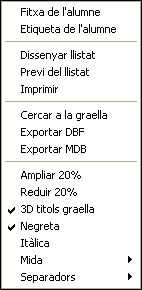 Fitxa de l'alumne
Etiqueta de l'alumne
Dissenyar llistat
Previ del llistat
Imprimir
Cercar a la graella
Exportar DBF
Exportar MDB
Ampliar 20%
Reduir 20%
3D titols graella
Negreta
Itàlica
Mida
Separadors